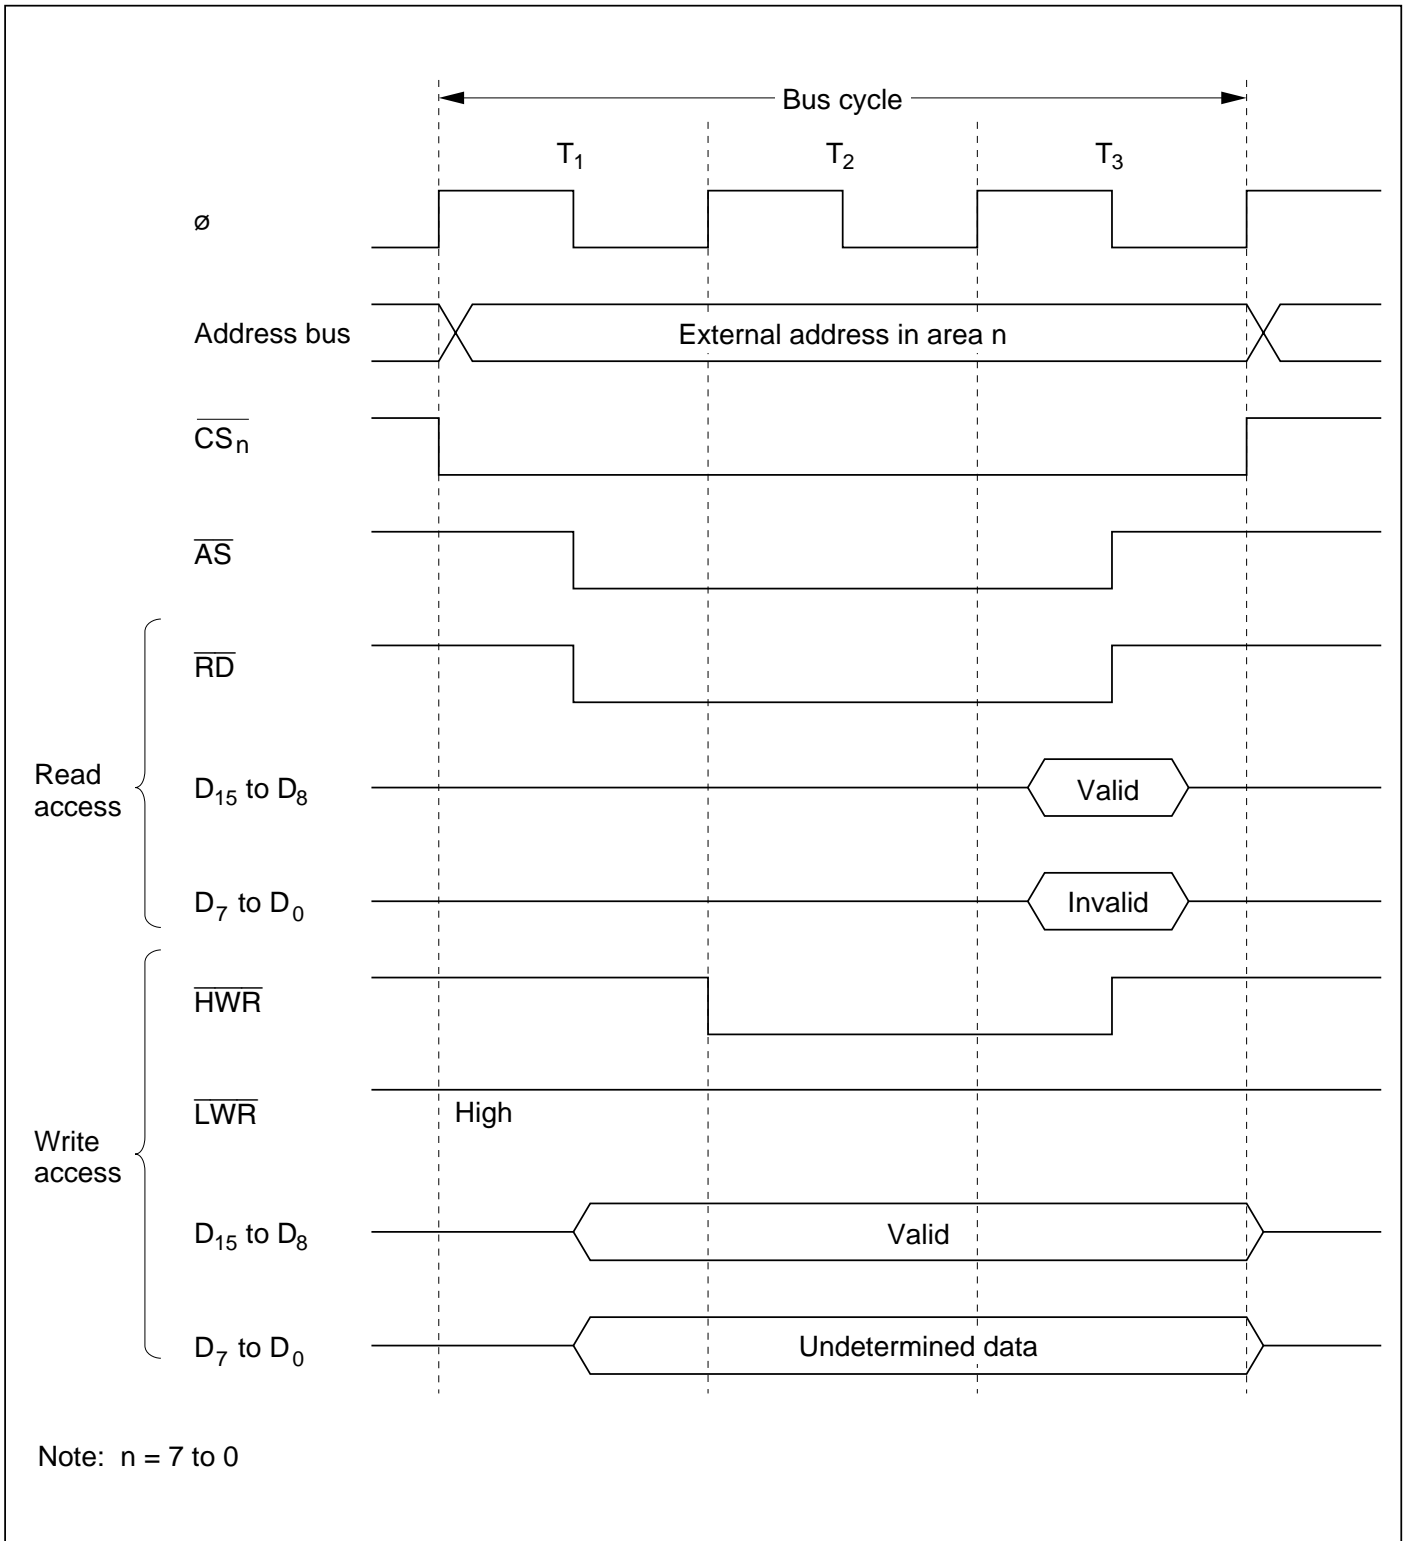 Bus cycle
T1 T2 T3
ø
Address bus External address in area n
CSn
AS
RD
Read
access
D15 to D8 Valid
D7 to D0 Invalid
HWR
LWR High
Write
access
D15 to D8 Valid
D7 to D0 Undetermined data
Note: n = 7 to 0